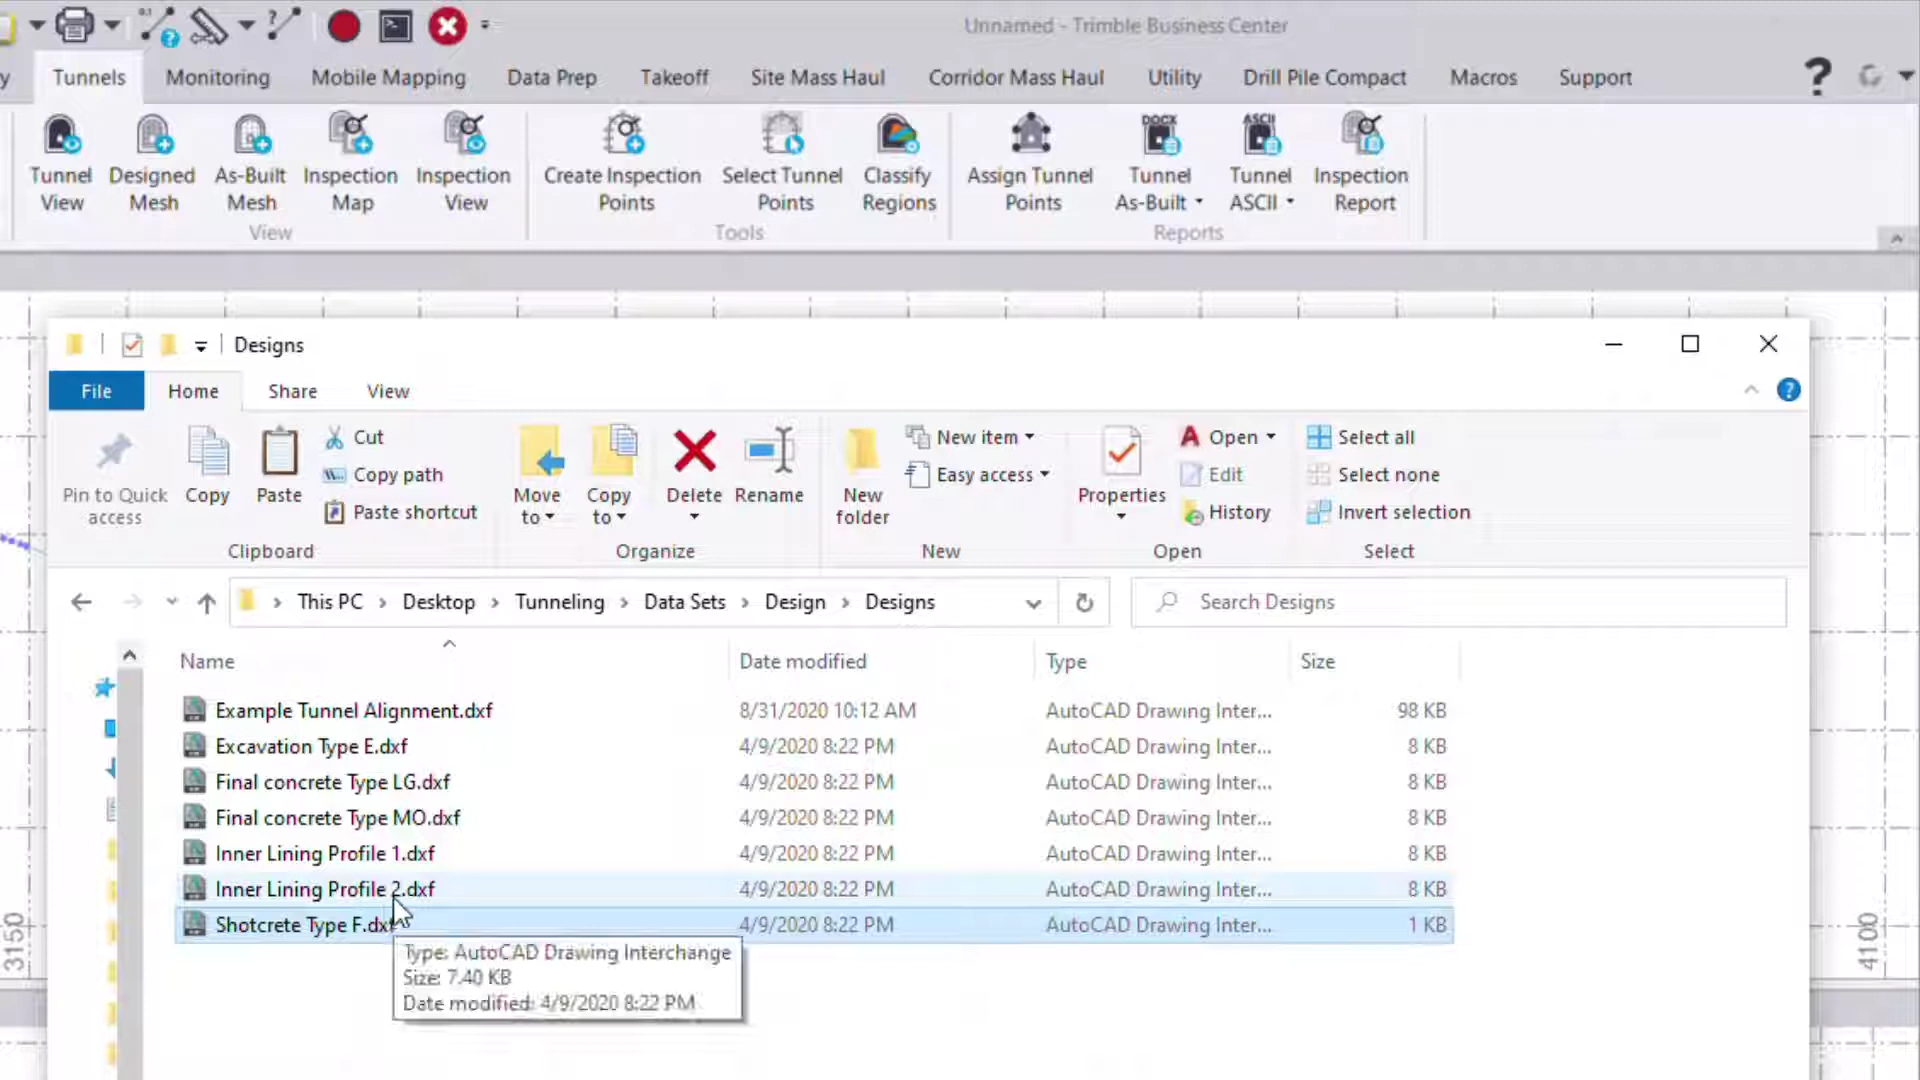 Unnamed - Trimble Business Center
y Tunnels Monitoring Mobile Mapping Data Prep Takeoff Site Mass Haul Corridor Mass Haul Utility Drill Pile Compact Macros Support
DOCX ASCII
Tunnel View
Designed Mesh
As-Built Mesh
Inspection Map
Inspection View
Create Inspection Points
Select Tunnel Points
Classify Regions
Assign Tunnel Points
Tunnel As-Built
Tunnel ASCII
Inspection Report
View Tools Reports
Designs
File Home Share View
Pin to Quick access
Copy
Paste
Cut
Copy path
Paste shortcut
Move to
Copy to
Delete
Rename
New folder
New item
Easy access
Properties
Open
Edit
History
Select all
Select none
Invert selection
Clipboard Organize New Open Select
This PC > Desktop > Tunneling > Data Sets > Design > Designs
Search Designs
Name Date modified Type Size
Example Tunnel Alignment.dxf 8/31/2020 10:12 AM AutoCAD Drawing Inter... 98 KB
Excavation Type E.dxf 4/9/2020 8:22 PM AutoCAD Drawing Inter... 8 KB
Final concrete Type LG.dxf 4/9/2020 8:22 PM AutoCAD Drawing Inter... 8 KB
Final concrete Type MO.dxf 4/9/2020 8:22 PM AutoCAD Drawing Inter... 8 KB
Inner Lining Profile 1.dxf 4/9/2020 8:22 PM AutoCAD Drawing Inter... 8 KB
Inner Lining Profile 2.dxf 4/9/2020 8:22 PM AutoCAD Drawing Inter... 8 KB
Shotcrete Type F.dxf 4/9/2020 8:22 PM AutoCAD Drawing Inter... 1 KB
Type: AutoCAD Drawing Interchange
Size: 7.40 KB
Date modified: 4/9/2020 8:22 PM
3150
4100